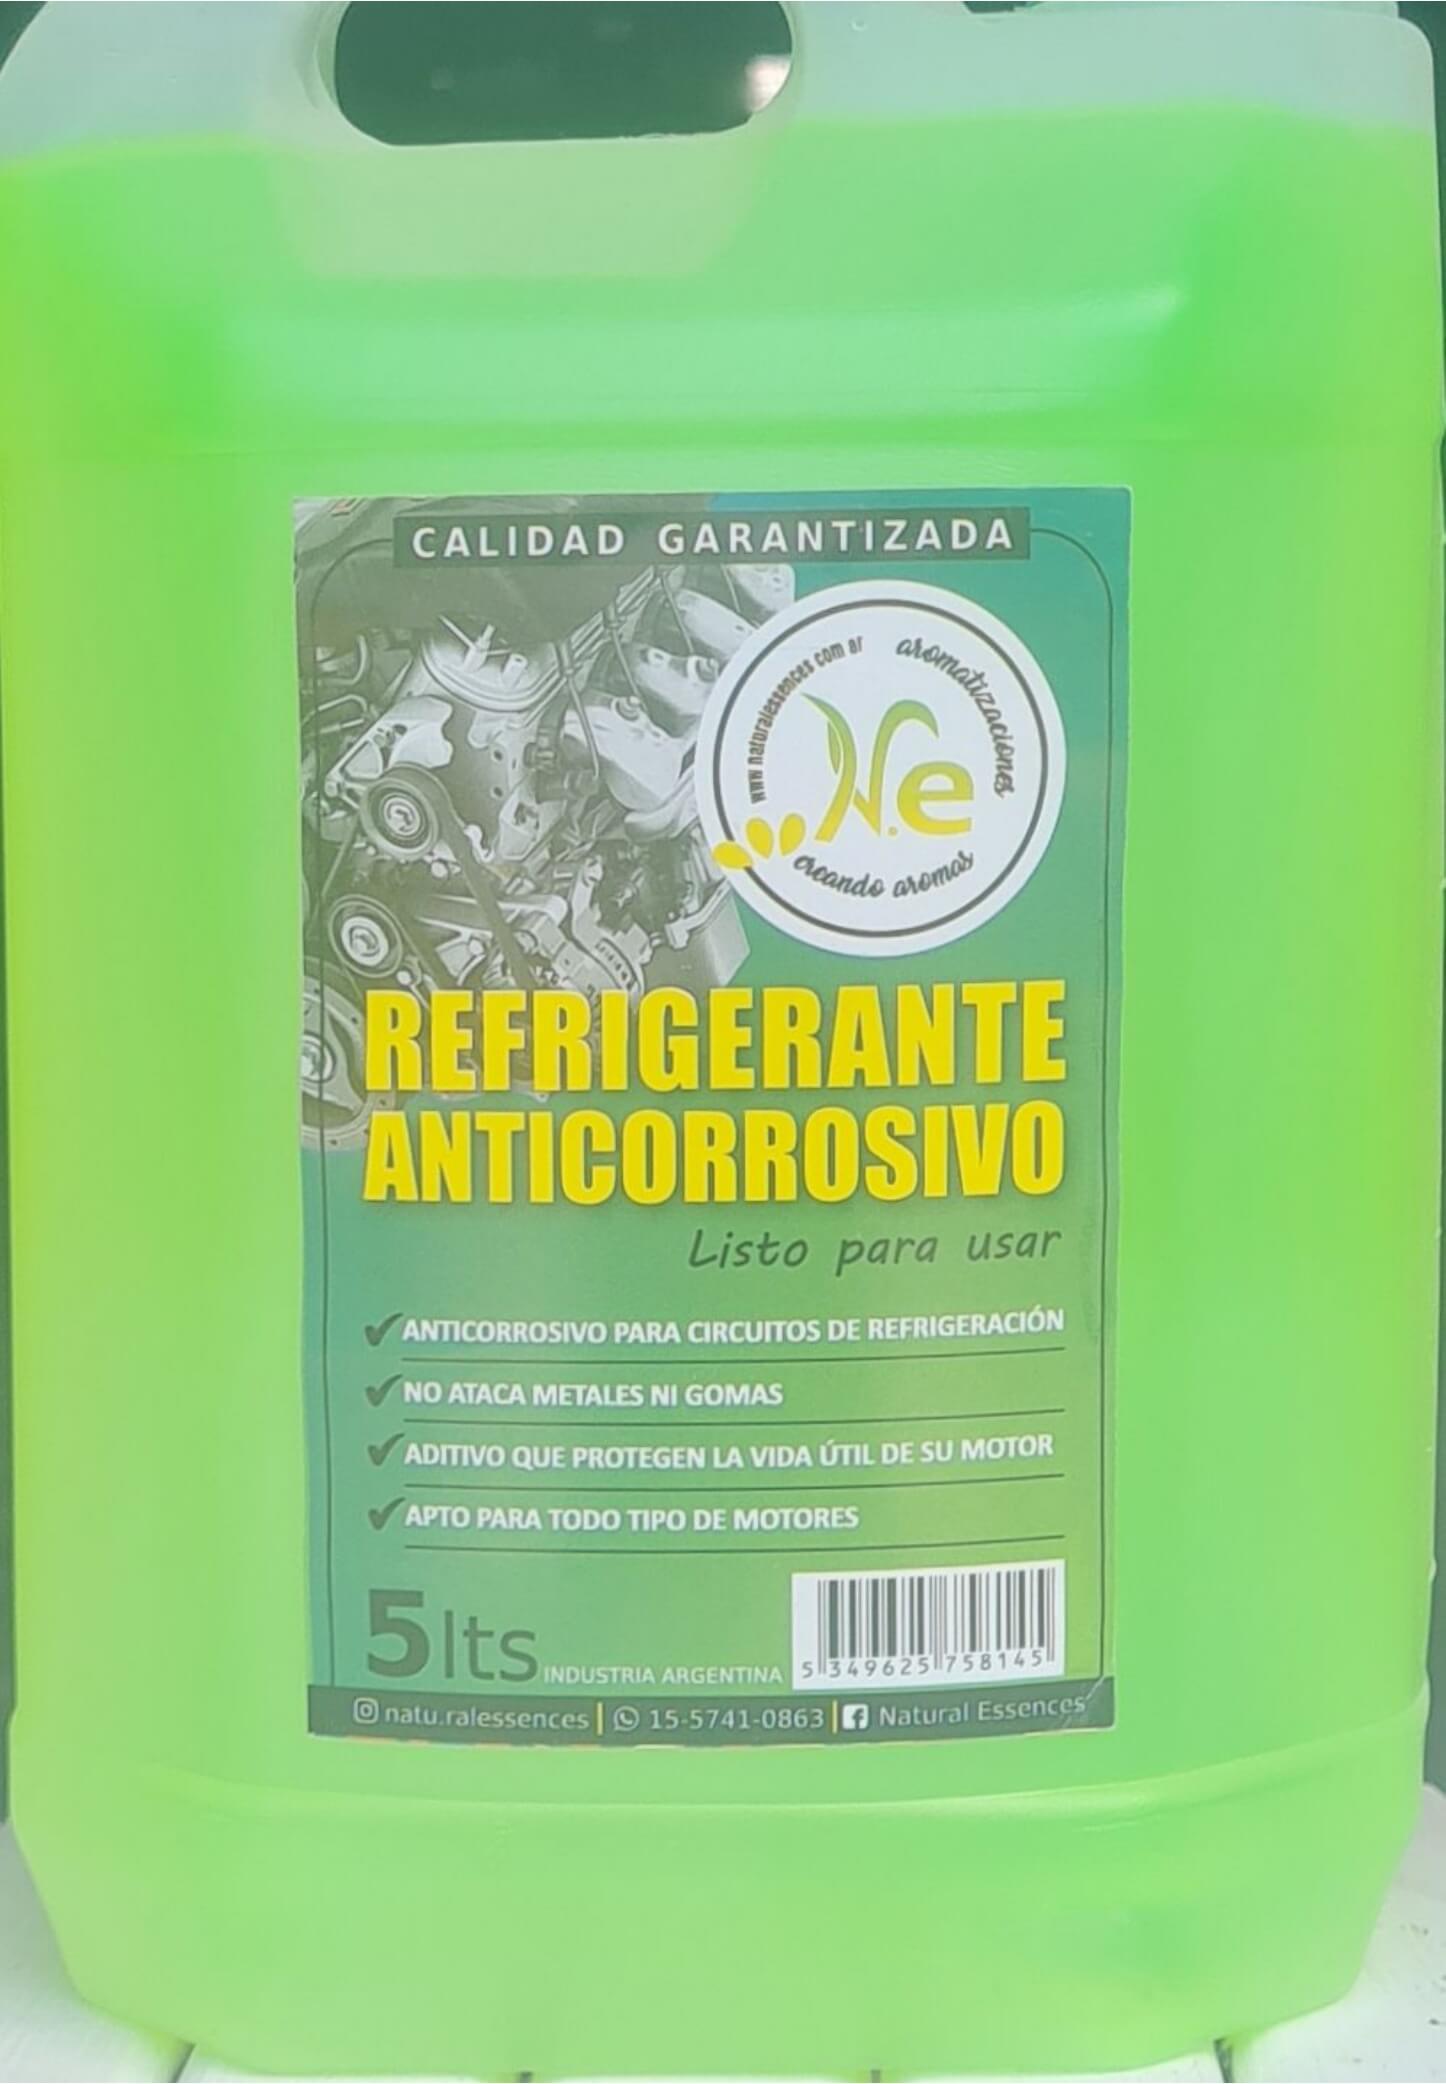 CALIDAD GARANTIZADA
www.naturalessences.com ar
aromatizaciones
N.e
creando aromas
REFRIGERANTE
ANTICORROSIVO
Listo para usar
ANTICORROSIVO PARA CIRCUITOS DE REFRIGERACIÓN
NO ATACA METALES NI GOMAS
ADITIVO QUE PROTEGEN LA VIDA ÚTIL DE SU MOTOR
APTO PARA TODO TIPO DE MOTORES
5lts
INDUSTRIA ARGENTINA
5 349625 758145
natu.ralessences | 15-5741-0863 | Natural Essences